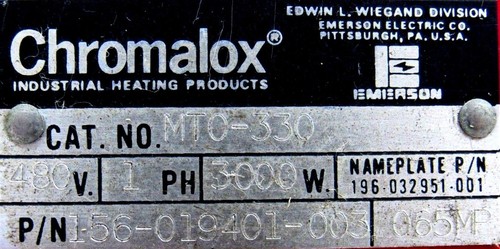 EDWIN L. WIEGAND DIVISION
EMERSON ELECTRIC CO.
PITTSBURGH, PA. U.S.A.
Chromalox®
INDUSTRIAL HEATING PRODUCTS
EMERSON
CAT. NO. MTO-330
480 V. 1 PH 3000 W. NAMEPLATE P/N
196-032951-001
P/N 156-019401-003 065MP